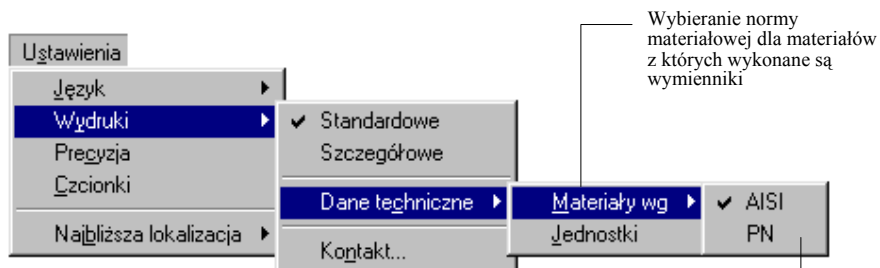 Wybieranie normy
materiałowej dla materiałów
z których wykonane są
wymienniki
Ustawienia
Język
Wydruki
Precyzja
Czcionki
Najbliższa lokalizacja
Standardowe
Szczegółowe
Dane techniczne
Kontakt...
Materiały wg
Jednostki
AISI
PN